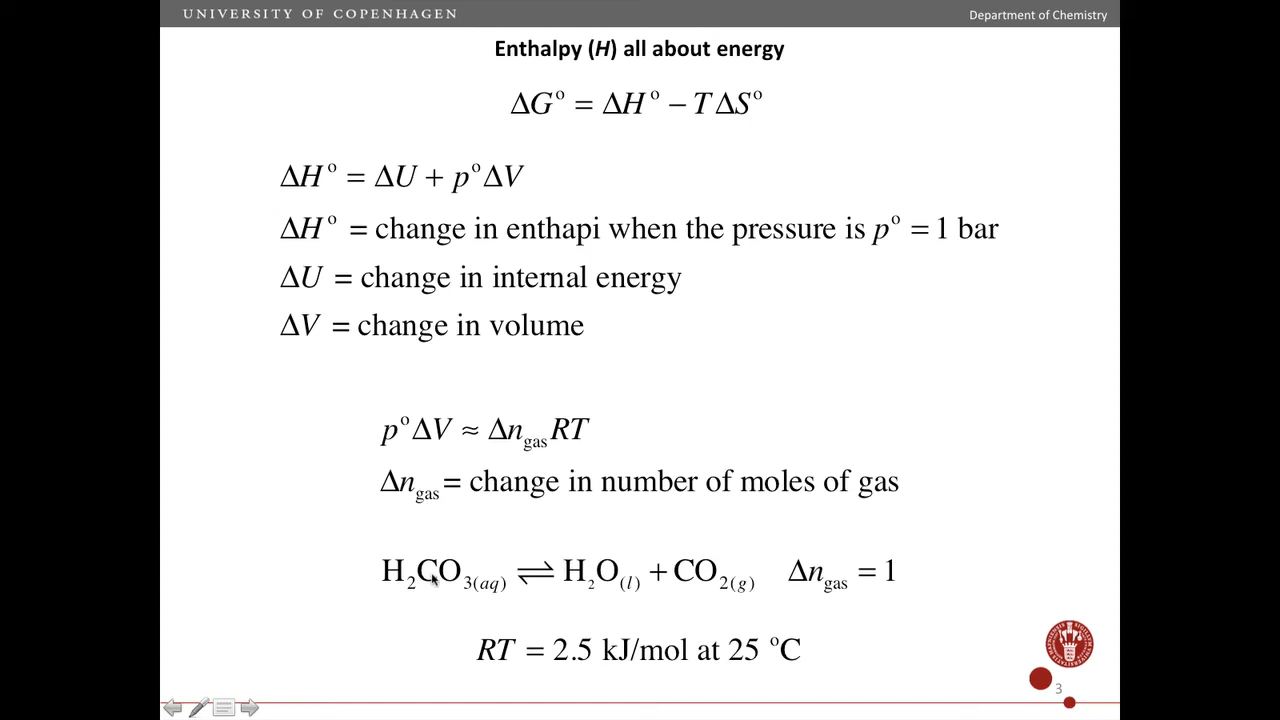 UNIVERSITY OF COPENHAGEN
Department of Chemistry
Enthalpy (H) all about energy
ΔG° = ΔH° − TΔS°
ΔH° = ΔU + p°ΔV
ΔH° = change in enthapi when the pressure is p° = 1 bar
ΔU = change in internal energy
ΔV = change in volume
p°ΔV ≈ Δn_gas RT
Δn_gas = change in number of moles of gas
H₂CO₃(aq) ⇌ H₂O(l) + CO₂(g) Δn_gas = 1
RT = 2.5 kJ/mol at 25 °C
3